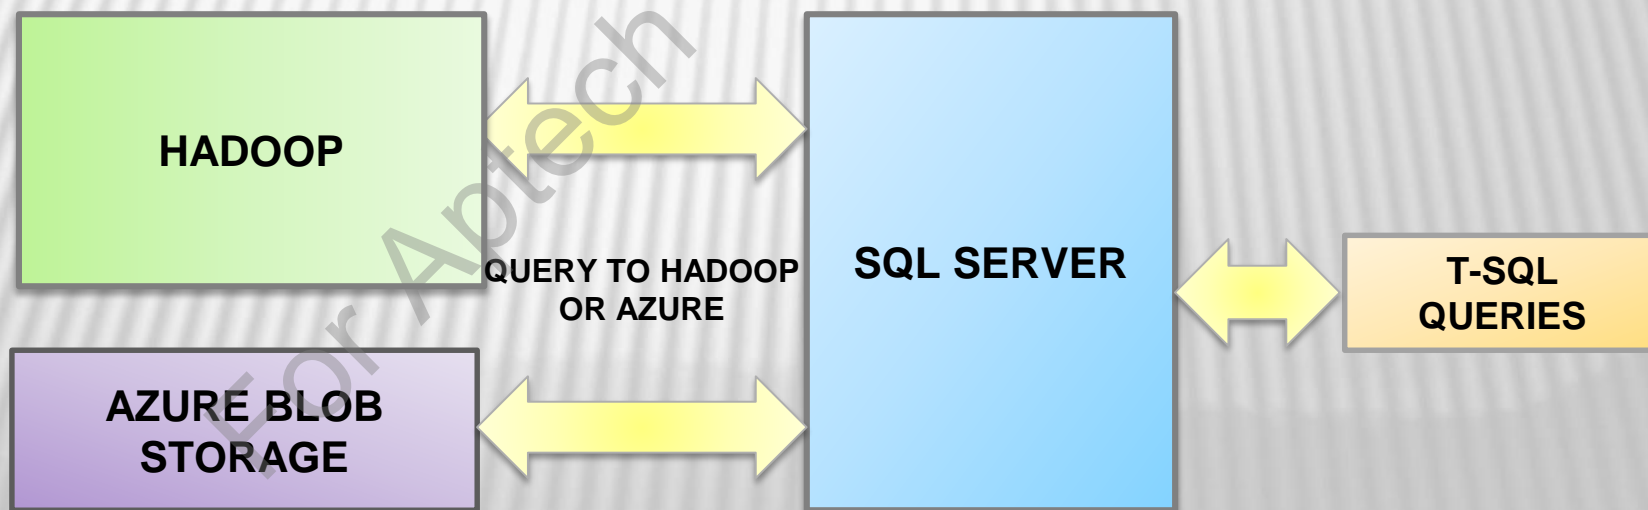 HADOOP
QUERY TO HADOOP
OR AZURE
AZURE BLOB
STORAGE
SQL SERVER
T-SQL
QUERIES
For Aptech